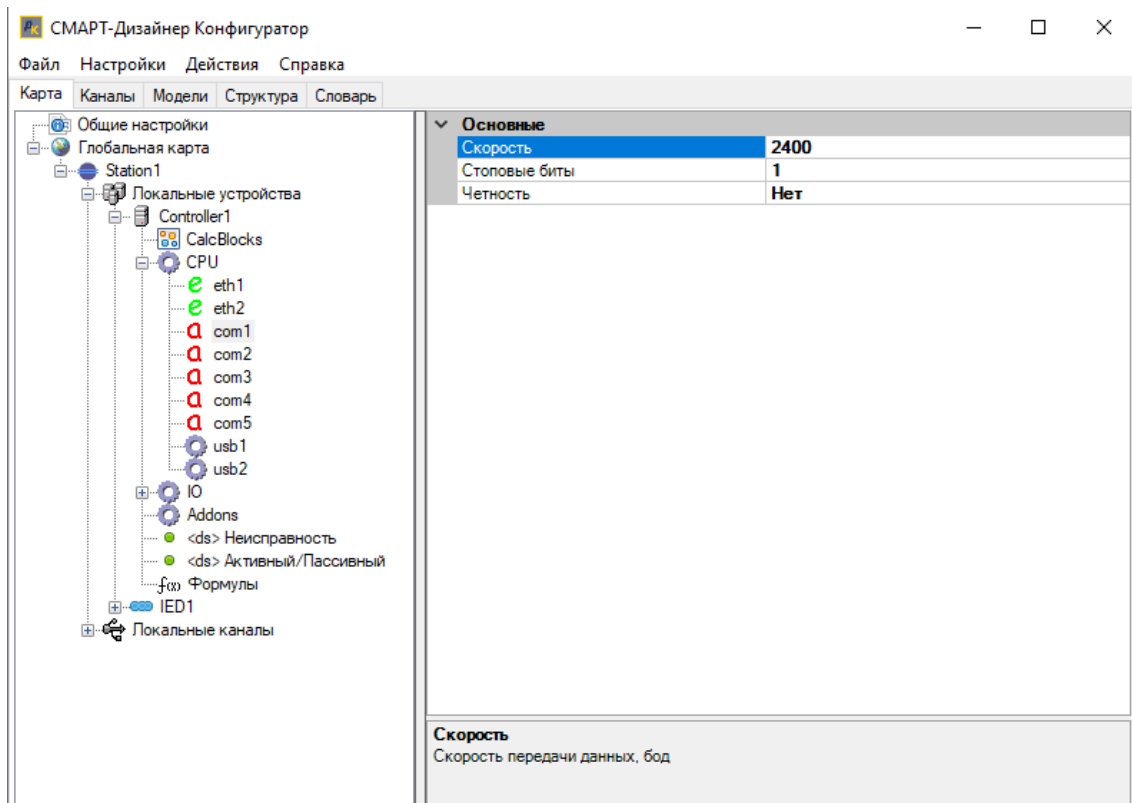 СМАРТ-Дизайнер Конфигуратор
Файл Настройки Действия Справка
Карта Каналы Модели Структура Словарь
Общие настройки
Глобальная карта
Station1
Локальные устройства
Controller1
CalcBlocks
CPU
eth1
eth2
com1
com2
com3
com4
com5
usb1
usb2
IO
Addons
<ds> Неисправность
<ds> Активный/Пассивный
f(x) Формулы
IED1
Локальные каналы
Основные
Скорость 2400
Стоповые биты 1
Четность Нет
Скорость
Скорость передачи данных, бод